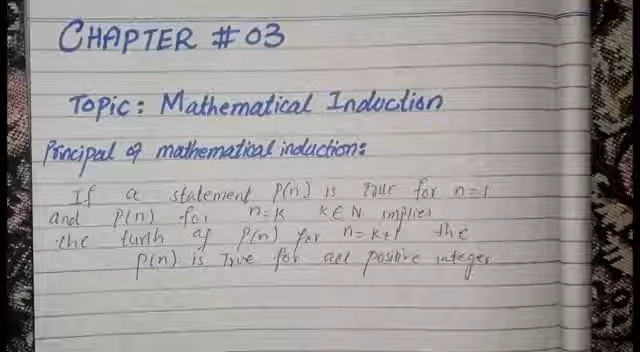 CHAPTER # 03
Topic: Mathematical Induction
Principal of mathematical induction:
If a statement P(n) is True for n=1
and P(n) for n=k k∈N implies
the turth of P(n) for n=k+1 the
P(n) is True for all positive integer